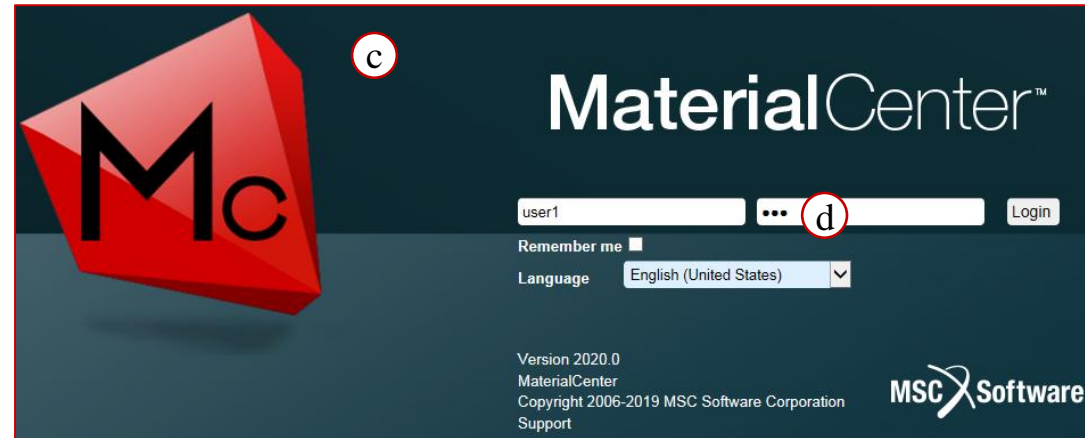 c
Mc
MaterialCenter™
user1 ••• d Login
Remember me
Language English (United States)
Version 2020.0
MaterialCenter
Copyright 2006-2019 MSC Software Corporation
Support
MSC Software